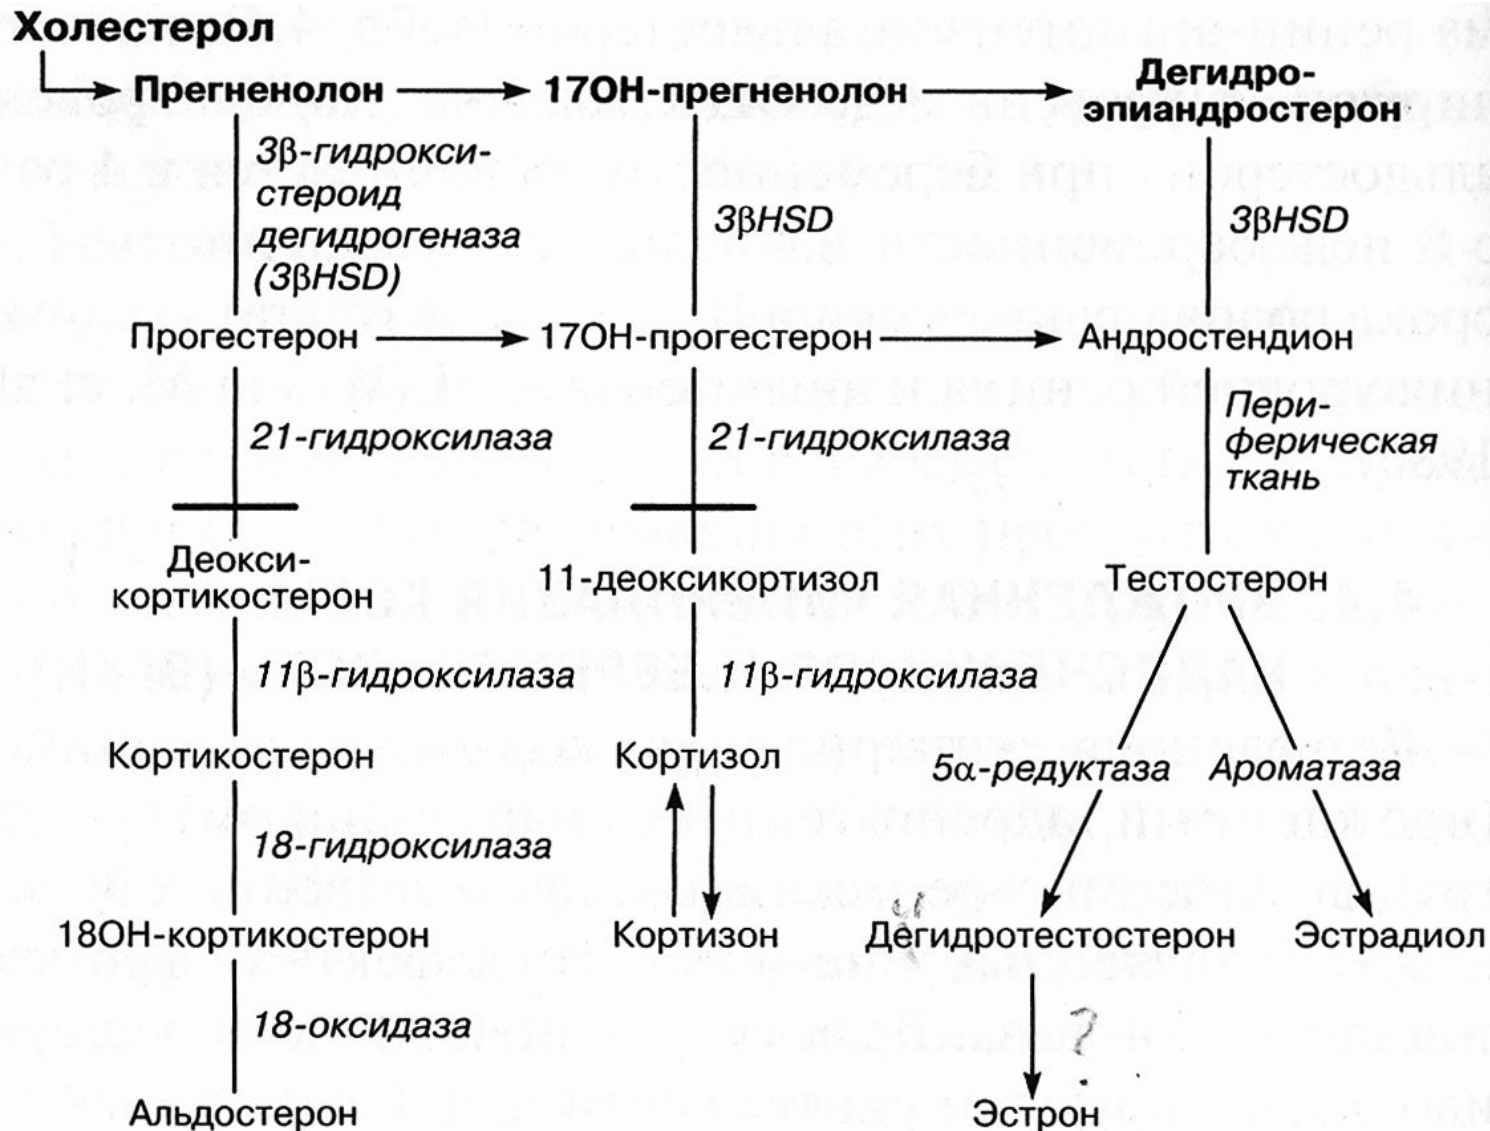 Холестерол
Прегненолон
17ОН-прегненолон
Дегидро-
эпиандростерон
3β-гидрокси-
стероид
дегидрогеназа
(3βHSD)
3βHSD
3βHSD
Прогестерон
17ОН-прогестерон
Андростендион
21-гидроксилаза
21-гидроксилаза
Пери-
ферическая
ткань
Деокси-
кортикостерон
11-деоксикортизол
Тестостерон
11β-гидроксилаза
11β-гидроксилаза
Кортикостерон
Кортизол
5α-редуктаза
Ароматаза
18-гидроксилаза
18ОН-кортикостерон
Кортизон
Дегидротестостерон
Эстрадиол
18-оксидаза
?
Альдостерон
Эстрон